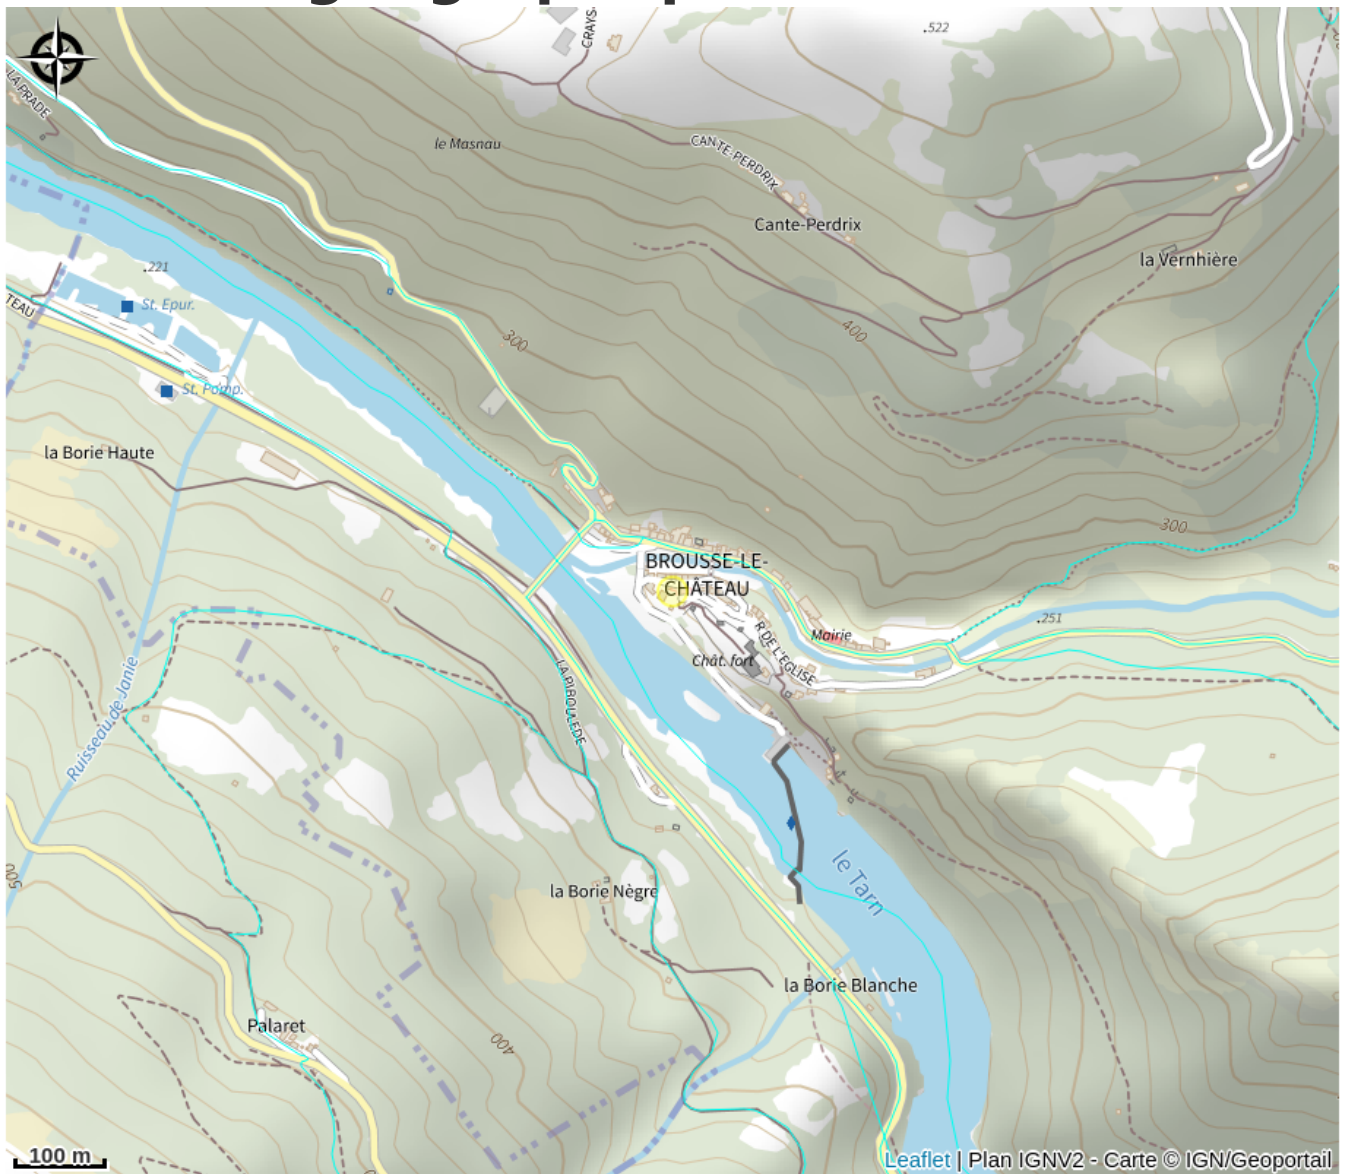 CRAYS-
.522
LA PRADE
le Masnau
CANTE-PERDRIX
Cante-Perdrix
la Vernhière
.221
St. Epur.
TEAU
300
400
St. Pomp.
la Borie Haute
300
BROUSSE-LE-
CHÂTEAU
.251
Mairie
R DE L'EGLISE
Chât. fort
LA PIBOULEDE
Ruisseau de Janie
le Tarn
500
la Borie Nègre
la Borie Blanche
Palaret
400
100 m
Leaflet | Plan IGNV2 - Carte © IGN/Geoportail